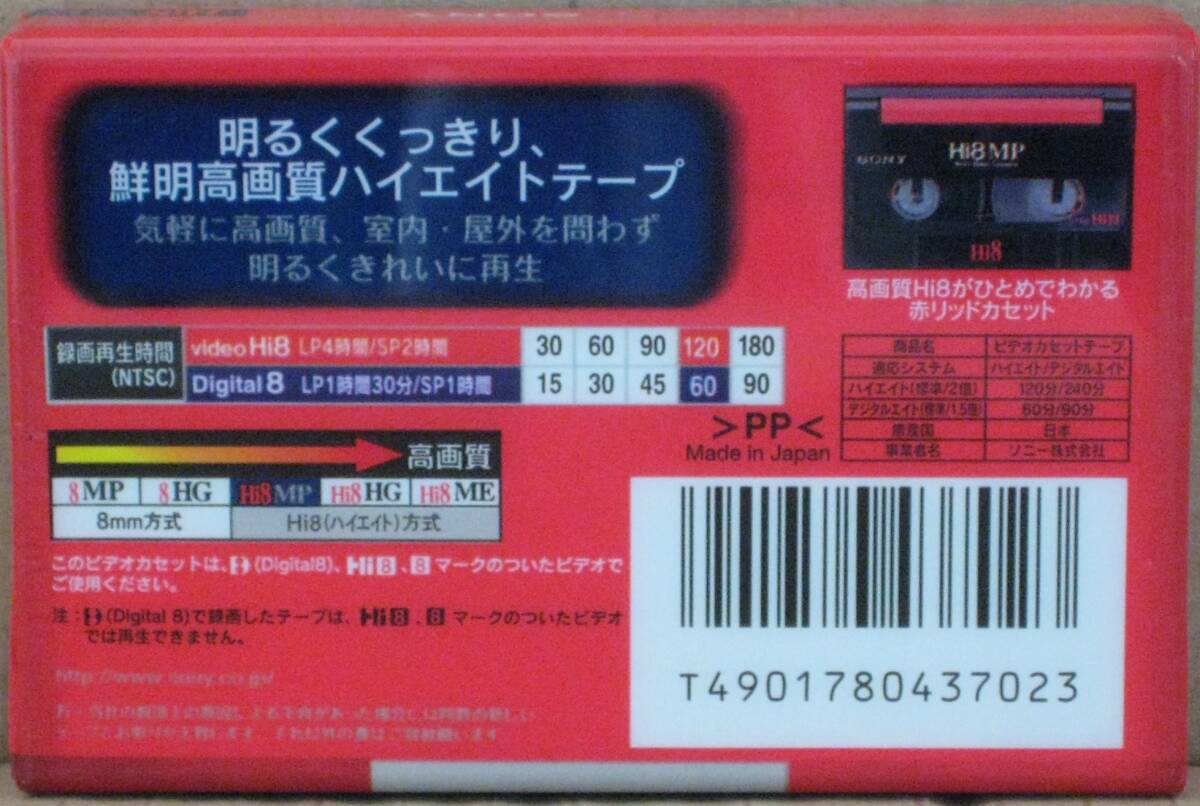 明るくくっきり、
鮮明高画質ハイエイトテープ
気軽に高画質、室内・屋外を問わず
明るくきれいに再生
SONY Hi8MP
Hi8
高画質Hi8がひとめでわかる
赤リッドカセット
録画再生時間
(NTSC)
video Hi8 LP4時間/SP2時間 30 60 90 120 180
Digital 8 LP1時間30分/SP1時間 15 30 45 60 90
商品名 ビデオカセットテープ
適応システム ハイエイト/デジタルエイト
ハイエイト(標準/2倍) 120分/240分
デジタルエイト(標準/1.5倍) 60分/90分
原産国 日本
事業者名 ソニー株式会社
>PP<
Made in Japan
高画質
8MP 8HG Hi8MP Hi8HG Hi8ME
8mm方式 Hi8(ハイエイト)方式
このビデオカセットは、(Digital8)、Hi8、8マークのついたビデオで
ご使用ください。
注:(Digital 8)で録画したテープは、Hi8、8マークのついたビデオ
では再生できません。
T4901780437023